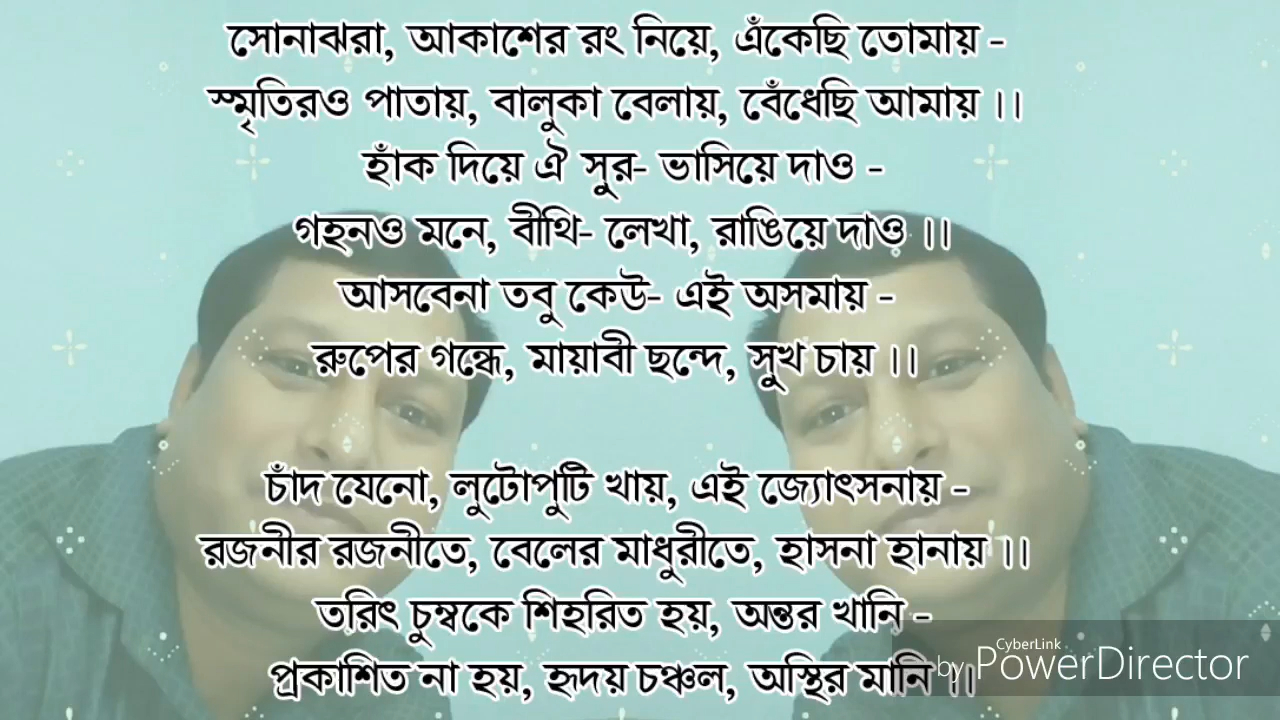 সোনাঝরা, আকাশের রং নিয়ে, এঁকেছি তোমায় -
স্মৃতিরও পাতায়, বালুকা বেলায়, বেঁধেছি আমায় ।।
হাঁক দিয়ে ঐ সুর- ভাসিয়ে দাও -
গহনও মনে, বীথি- লেখা, রাঙিয়ে দাও ।।
আসবেনা তবু কেউ- এই অসমায় -
রুপের গন্ধে, মায়াবী ছন্দে, সুখ চায় ।।
চাঁদ যেনো, লুটোপুটি খায়, এই জ্যোৎসনায় -
রজনীর রজনীতে, বেলের মাধুরীতে, হাসনা হানায় ।।
তরিৎ চুম্বকে শিহরিত হয়, অন্তর খানি -
প্রকাশিত না হয়, হৃদয় চঞ্চল, অস্থির মানি ।।
CyberLink
by PowerDirector